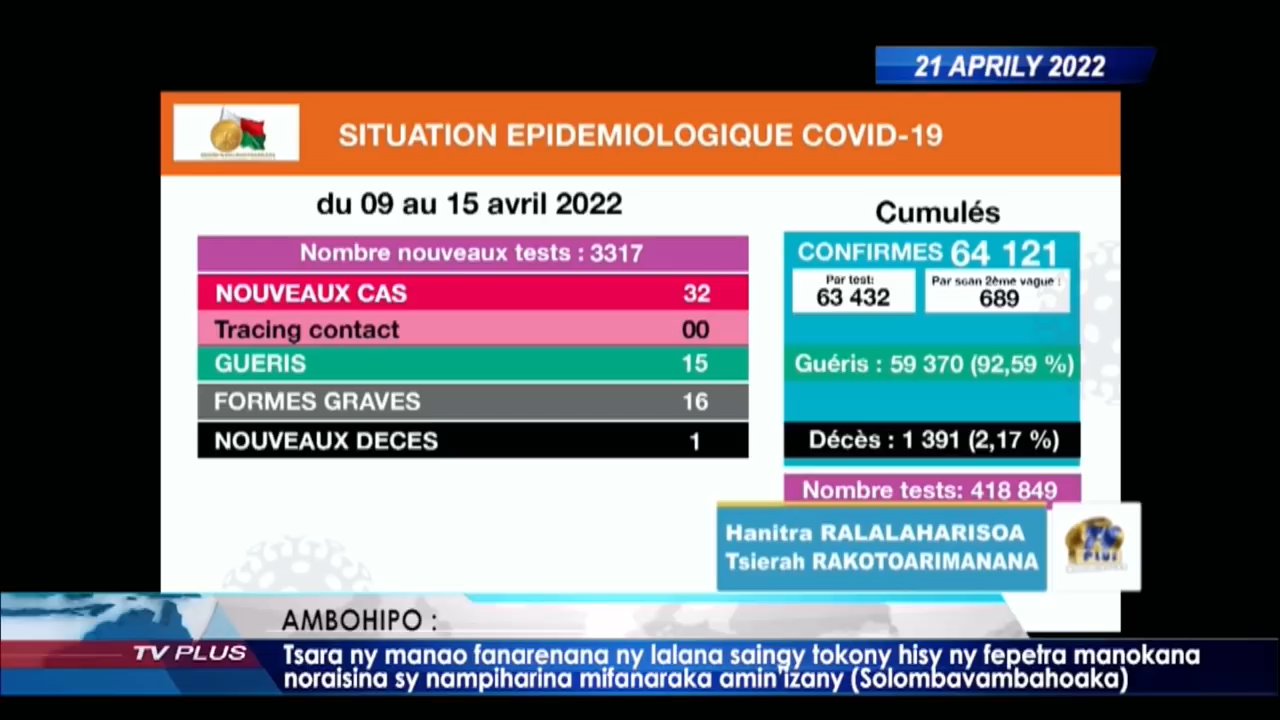 21 APRILY 2022
SITUATION EPIDEMIOLOGIQUE COVID-19
du 09 au 15 avril 2022
Nombre nouveaux tests : 3317
NOUVEAUX CAS 32
Tracing contact 00
GUERIS 15
FORMES GRAVES 16
NOUVEAUX DECES 1
Cumulés
CONFIRMES 64 121
Par test:
63 432
Par scan 2ème vague :
689
Guéris : 59 370 (92,59 %)
Décès : 1 391 (2,17 %)
Nombre tests: 418 849
Hanitra RALALAHARISOA
Tsierah RAKOTOARIMANANA
PLUS
AMBOHIPO :
TV PLUS
Tsara ny manao fanarenana ny lalana saingy tokony hisy ny fepetra manokana
noraisina sy nampiharina mifanaraka amin'izany (Solombavambahoaka)